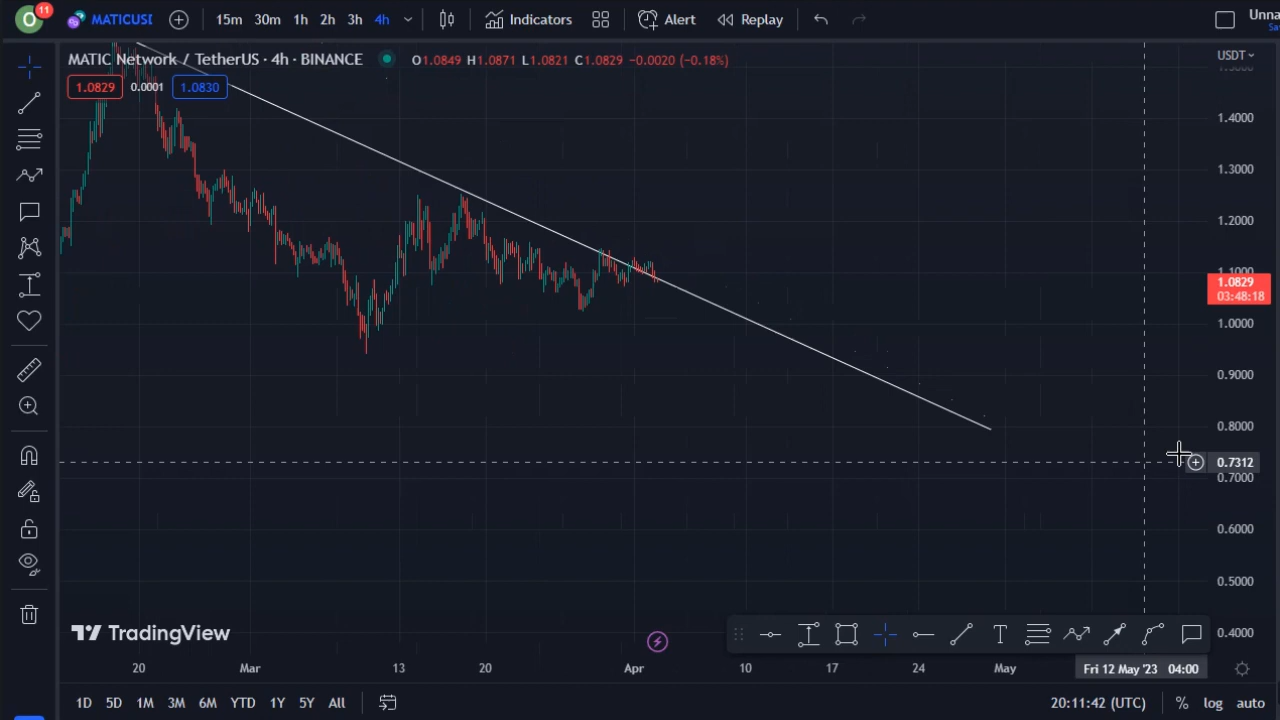 O 11 MATICUSI 15m 30m 1h 2h 3h 4h Indicators Alert Replay Unna
MATIC Network / TetherUS · 4h · BINANCE O1.0849 H1.0871 L1.0821 C1.0829 −0.0020 (−0.18%) USDT
1.0829 0.0001 1.0830
1.4000
1.3000
1.2000
1.1000
1.0829
03:48:18
1.0000
0.9000
0.8000
0.7312
0.7000
0.6000
0.5000
0.4000
TradingView
20 Mar 13 20 Apr 10 17 24 May Fri 12 May '23 04:00
1D 5D 1M 3M 6M YTD 1Y 5Y All 20:11:42 (UTC) % log auto